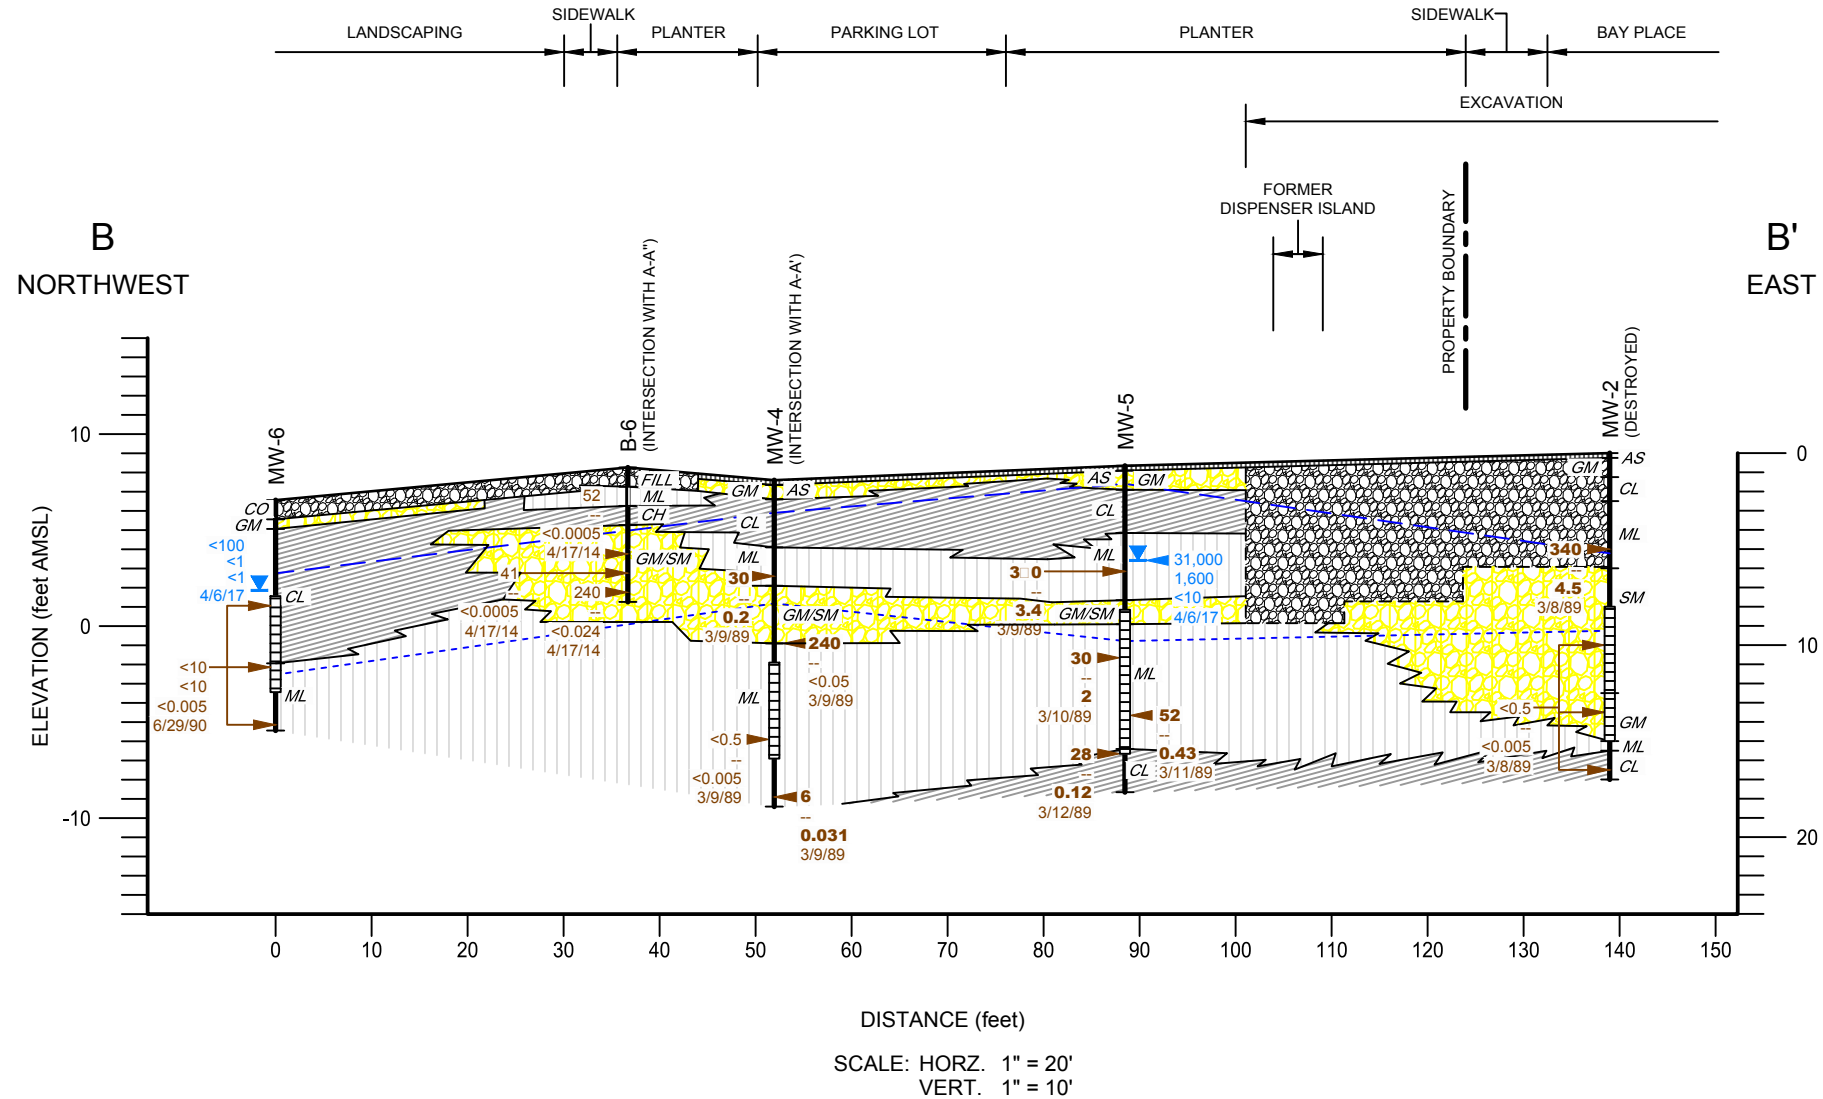 LANDSCAPING
SIDEWALK
PLANTER
PARKING LOT
PLANTER
SIDEWALK
BAY PLACE
EXCAVATION
FORMER
DISPENSER ISLAND
PROPERTY BOUNDARY
B
NORTHWEST
B'
EAST
MW-6
B-6
(INTERSECTION WITH A-A")
MW-4
(INTERSECTION WITH A-A')
MW-5
MW-2
(DESTROYED)
ELEVATION (feet AMSL)
10
0
-10
0
10
20
CO
GM
CL
ML
<100
<1
<1
4/6/17
<10
<10
<0.005
6/29/90
FILL
ML
CH
GM/SM
52
--
<0.0005
4/17/14
41
--
<0.0005
4/17/14
240
--
<0.024
4/17/14
GM
AS
CL
ML
GM/SM
ML
30
--
0.2
3/9/89
240
--
<0.05
3/9/89
<0.5
--
<0.005
3/9/89
6
--
0.031
3/9/89
AS
GM
CL
ML
GM/SM
ML
CL
--
3.4
3/9/89
31,000
1,600
<10
4/6/17
30
--
2
3/10/89
52
--
0.43
3/11/89
28
--
0.12
3/12/89
AS
GM
CL
ML
SM
GM
ML
CL
340
--
4.5
3/8/89
<0.5
--
<0.005
3/8/89
0 10 20 30 40 50 60 70 80 90 100 110 120 130 140 150
DISTANCE (feet)
SCALE: HORZ. 1" = 20'
VERT. 1" = 10'